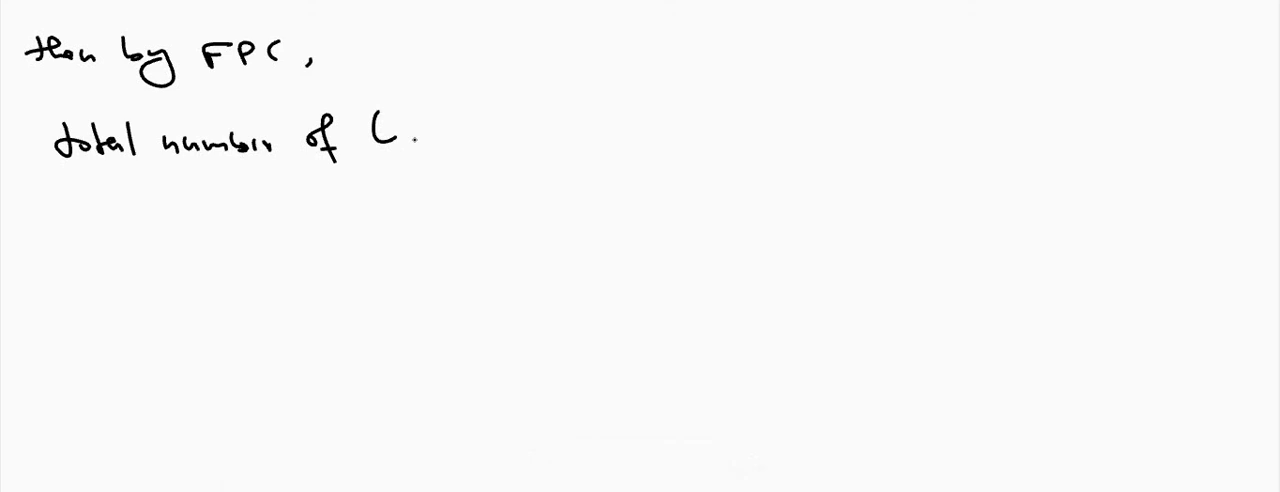 then by FPC,
total number of C.